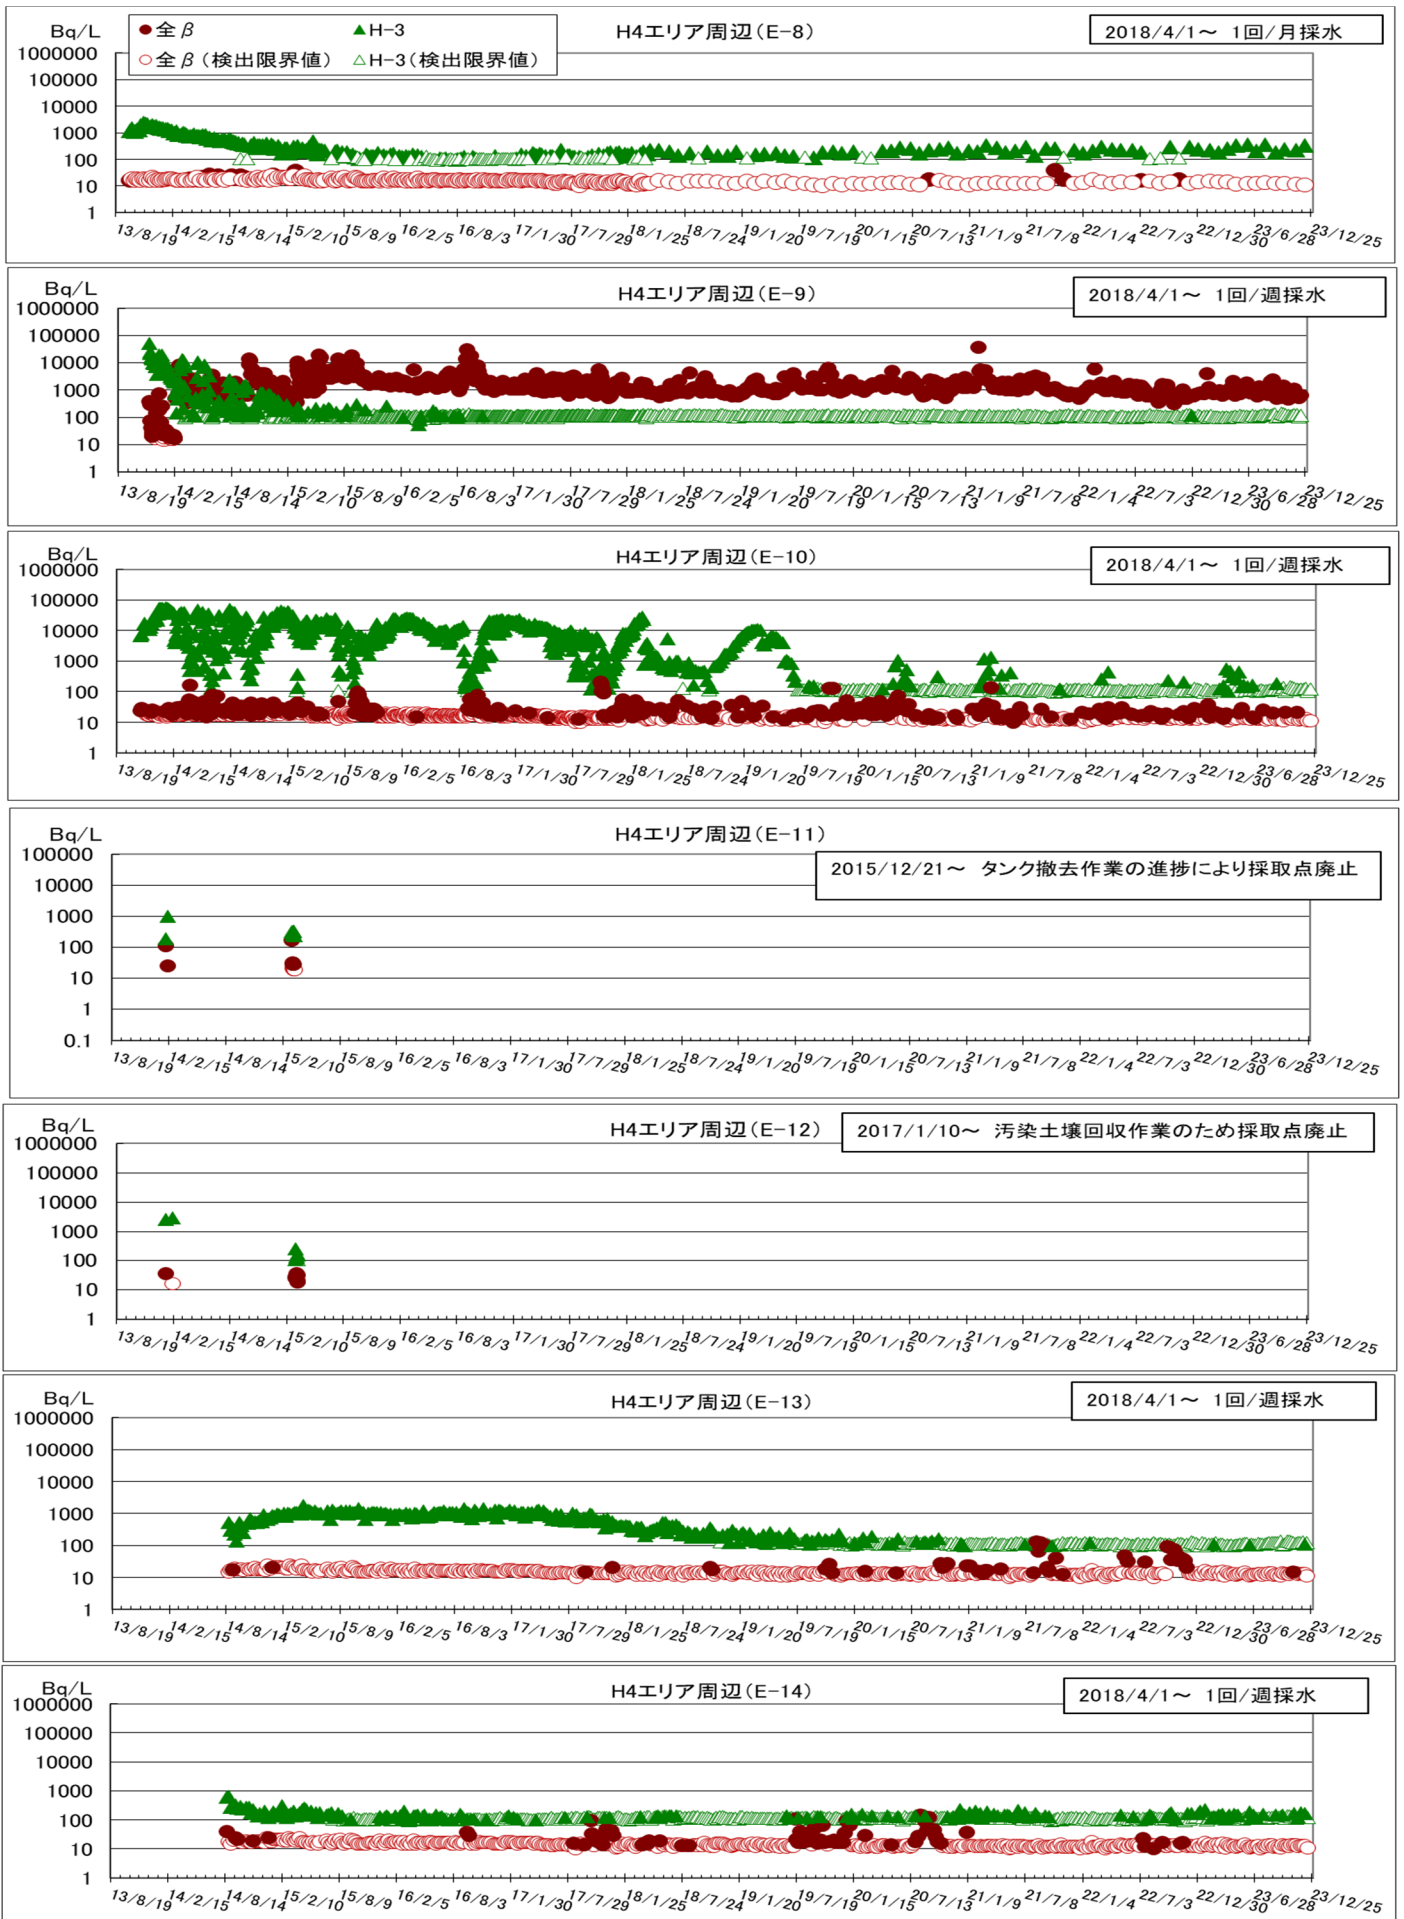 Bq/L
●全β ▲H-3
○全β(検出限界値) △H-3(検出限界値)
H4エリア周辺(E-8)
2018/4/1～ 1回/月採水
1000000
100000
10000
1000
100
10
1
13/8/19 14/2/15 14/8/14 15/2/10 15/8/9 16/2/5 16/8/3 17/1/30 17/7/29 18/1/25 18/7/24 19/1/20 19/7/19 20/1/15 20/7/13 21/1/9 21/7/8 22/1/4 22/7/3 22/12/30 23/6/28 23/12/25
Bq/L
H4エリア周辺(E-9)
2018/4/1～ 1回/週採水
1000000
100000
10000
1000
100
10
1
13/8/19 14/2/15 14/8/14 15/2/10 15/8/9 16/2/5 16/8/3 17/1/30 17/7/29 18/1/25 18/7/24 19/1/20 19/7/19 20/1/15 20/7/13 21/1/9 21/7/8 22/1/4 22/7/3 22/12/30 23/6/28 23/12/25
Bq/L
H4エリア周辺(E-10)
2018/4/1～ 1回/週採水
1000000
100000
10000
1000
100
10
1
13/8/19 14/2/15 14/8/14 15/2/10 15/8/9 16/2/5 16/8/3 17/1/30 17/7/29 18/1/25 18/7/24 19/1/20 19/7/19 20/1/15 20/7/13 21/1/9 21/7/8 22/1/4 22/7/3 22/12/30 23/6/28 23/12/25
Bq/L
H4エリア周辺(E-11)
2015/12/21～ タンク撤去作業の進捗により採取点廃止
100000
10000
1000
100
10
1
0.1
13/8/19 14/2/15 14/8/14 15/2/10 15/8/9 16/2/5 16/8/3 17/1/30 17/7/29 18/1/25 18/7/24 19/1/20 19/7/19 20/1/15 20/7/13 21/1/9 21/7/8 22/1/4 22/7/3 22/12/30 23/6/28 23/12/25
Bq/L
H4エリア周辺(E-12)
2017/1/10～ 汚染土壌回収作業のため採取点廃止
1000000
100000
10000
1000
100
10
1
13/8/19 14/2/15 14/8/14 15/2/10 15/8/9 16/2/5 16/8/3 17/1/30 17/7/29 18/1/25 18/7/24 19/1/20 19/7/19 20/1/15 20/7/13 21/1/9 21/7/8 22/1/4 22/7/3 22/12/30 23/6/28 23/12/25
Bq/L
H4エリア周辺(E-13)
2018/4/1～ 1回/週採水
1000000
100000
10000
1000
100
10
1
13/8/19 14/2/15 14/8/14 15/2/10 15/8/9 16/2/5 16/8/3 17/1/30 17/7/29 18/1/25 18/7/24 19/1/20 19/7/19 20/1/15 20/7/13 21/1/9 21/7/8 22/1/4 22/7/3 22/12/30 23/6/28 23/12/25
Bq/L
H4エリア周辺(E-14)
2018/4/1～ 1回/週採水
1000000
100000
10000
1000
100
10
1
13/8/19 14/2/15 14/8/14 15/2/10 15/8/9 16/2/5 16/8/3 17/1/30 17/7/29 18/1/25 18/7/24 19/1/20 19/7/19 20/1/15 20/7/13 21/1/9 21/7/8 22/1/4 22/7/3 22/12/30 23/6/28 23/12/25